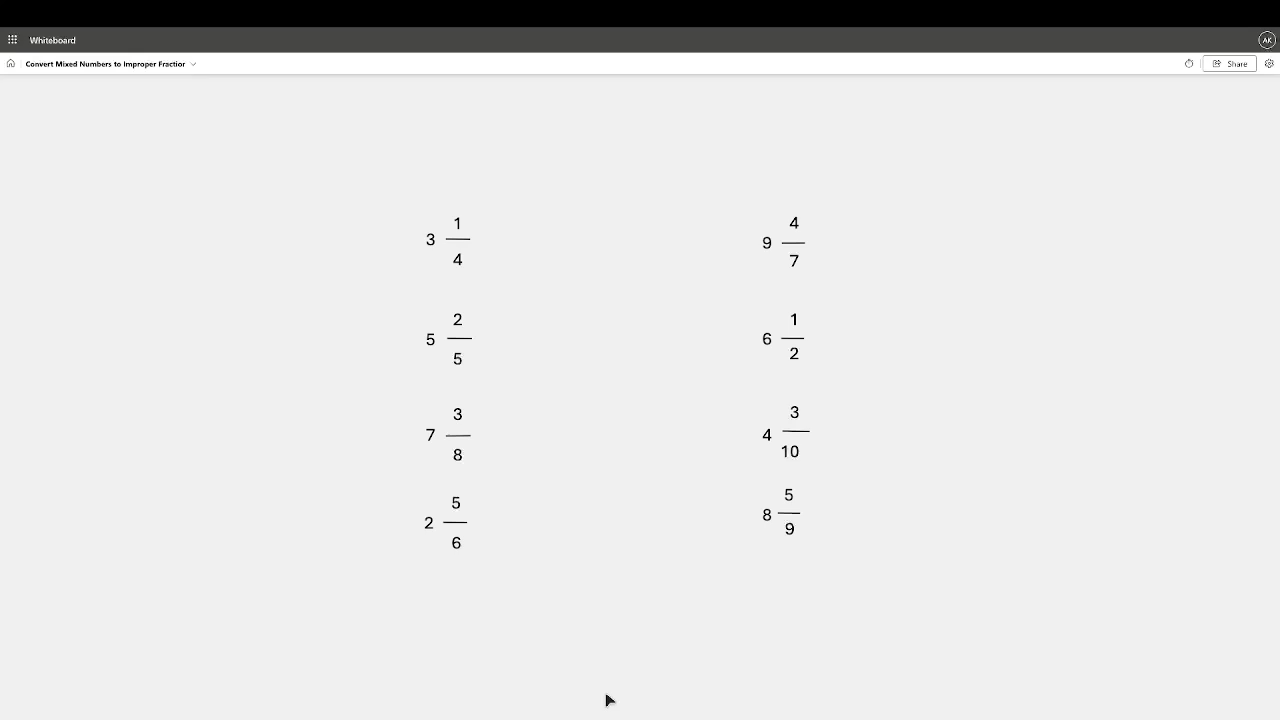 Whiteboard
AK
Convert Mixed Numbers to Improper Fractior
Share
3 1/4
5 2/5
7 3/8
2 5/6
9 4/7
6 1/2
4 3/10
8 5/9